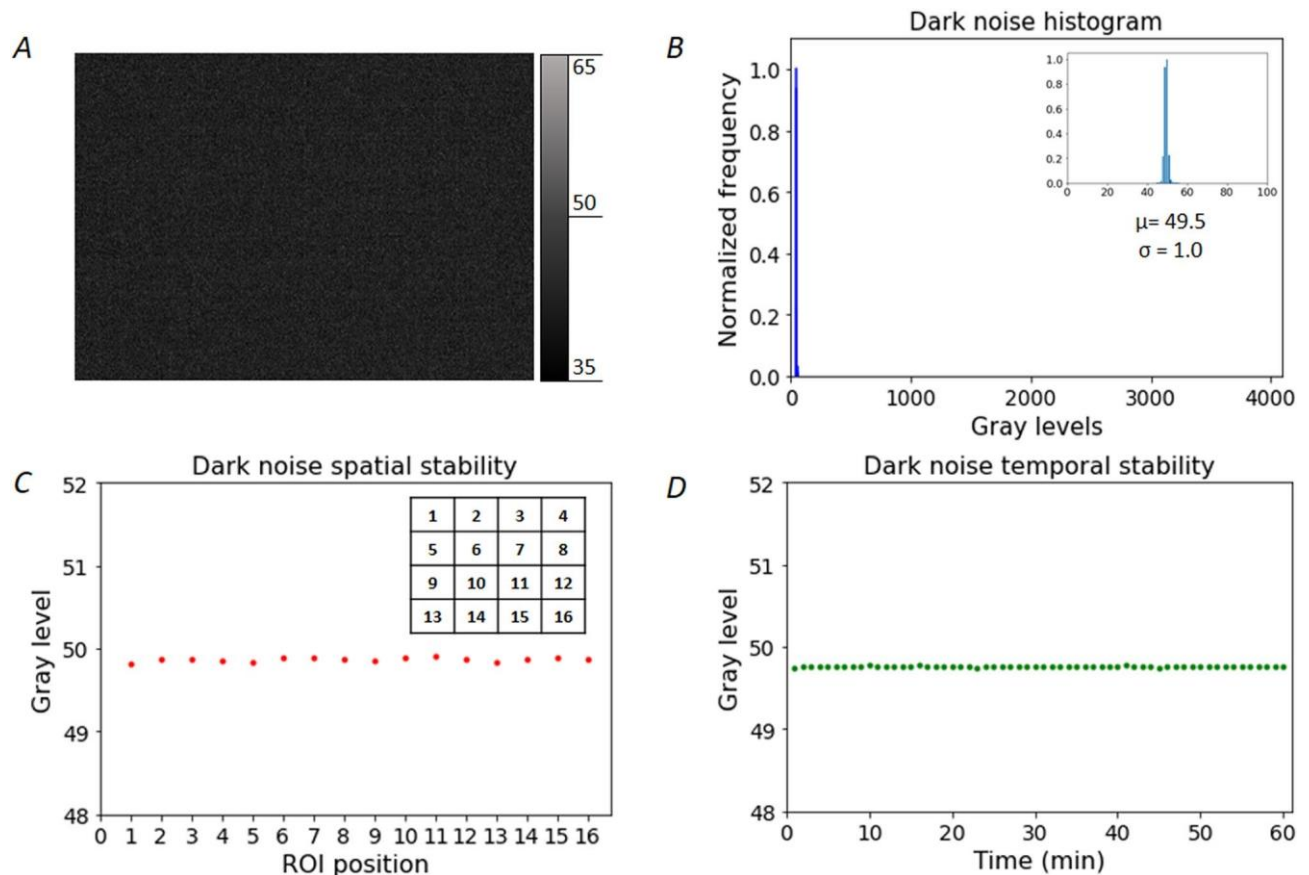 A
65
50
35
B
Dark noise histogram
Normalized frequency
1.0
0.8
0.6
0.4
0.2
0.0
0 1000 2000 3000 4000
Gray levels
1.0
0.8
0.6
0.4
0.2
0.0
0 20 40 60 80 100
μ= 49.5
σ = 1.0
C
Dark noise spatial stability
Gray level
52
51
50
49
48
1 2 3 4
5 6 7 8
9 10 11 12
13 14 15 16
0 1 2 3 4 5 6 7 8 9 10 11 12 13 14 15 16
ROI position
D
Dark noise temporal stability
Gray level
52
51
50
49
48
0 10 20 30 40 50 60
Time (min)